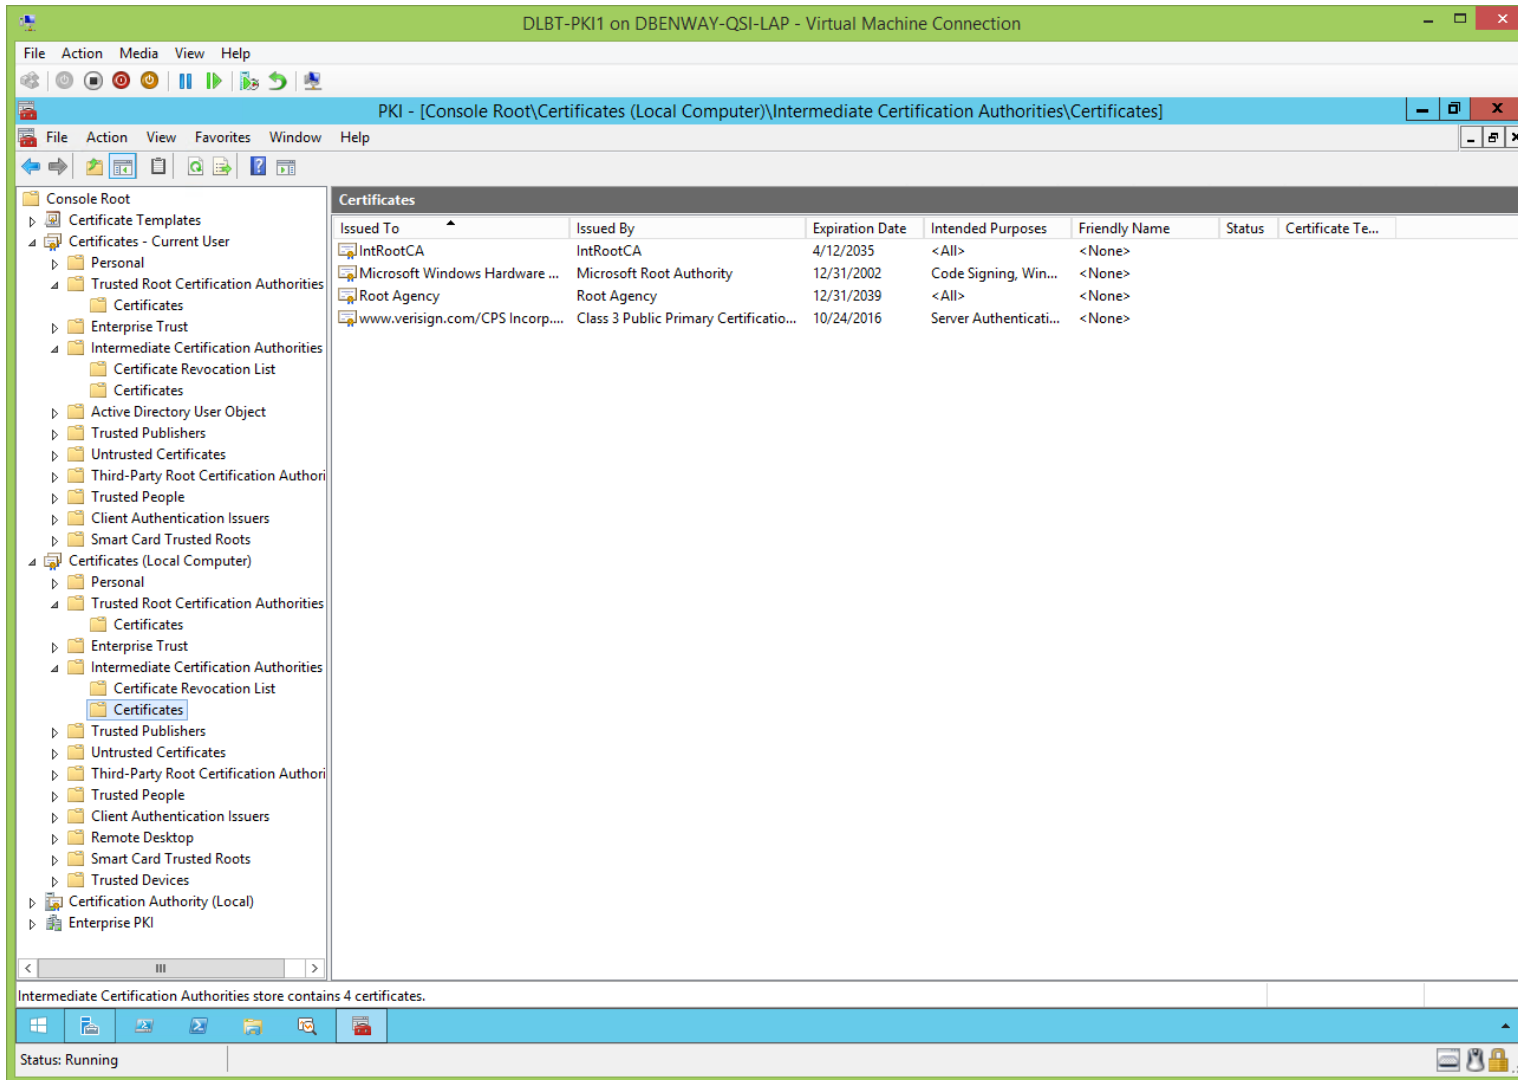 DLBT-PKI1 on DBENWAY-QSI-LAP - Virtual Machine Connection
File Action Media View Help
PKI - [Console Root\Certificates (Local Computer)\Intermediate Certification Authorities\Certificates]
File Action View Favorites Window Help
Console Root
Certificate Templates
Certificates - Current User
Personal
Trusted Root Certification Authorities
Certificates
Enterprise Trust
Intermediate Certification Authorities
Certificate Revocation List
Certificates
Active Directory User Object
Trusted Publishers
Untrusted Certificates
Third-Party Root Certification Authori
Trusted People
Client Authentication Issuers
Smart Card Trusted Roots
Certificates (Local Computer)
Personal
Trusted Root Certification Authorities
Certificates
Enterprise Trust
Intermediate Certification Authorities
Certificate Revocation List
Certificates
Trusted Publishers
Untrusted Certificates
Third-Party Root Certification Authori
Trusted People
Client Authentication Issuers
Remote Desktop
Smart Card Trusted Roots
Trusted Devices
Certification Authority (Local)
Enterprise PKI
Certificates
Issued To Issued By Expiration Date Intended Purposes Friendly Name Status Certificate Te...
IntRootCA IntRootCA 4/12/2035 <All> <None>
Microsoft Windows Hardware ... Microsoft Root Authority 12/31/2002 Code Signing, Win... <None>
Root Agency Root Agency 12/31/2039 <All> <None>
www.verisign.com/CPS Incorp.... Class 3 Public Primary Certificatio... 10/24/2016 Server Authenticati... <None>
Intermediate Certification Authorities store contains 4 certificates.
Status: Running